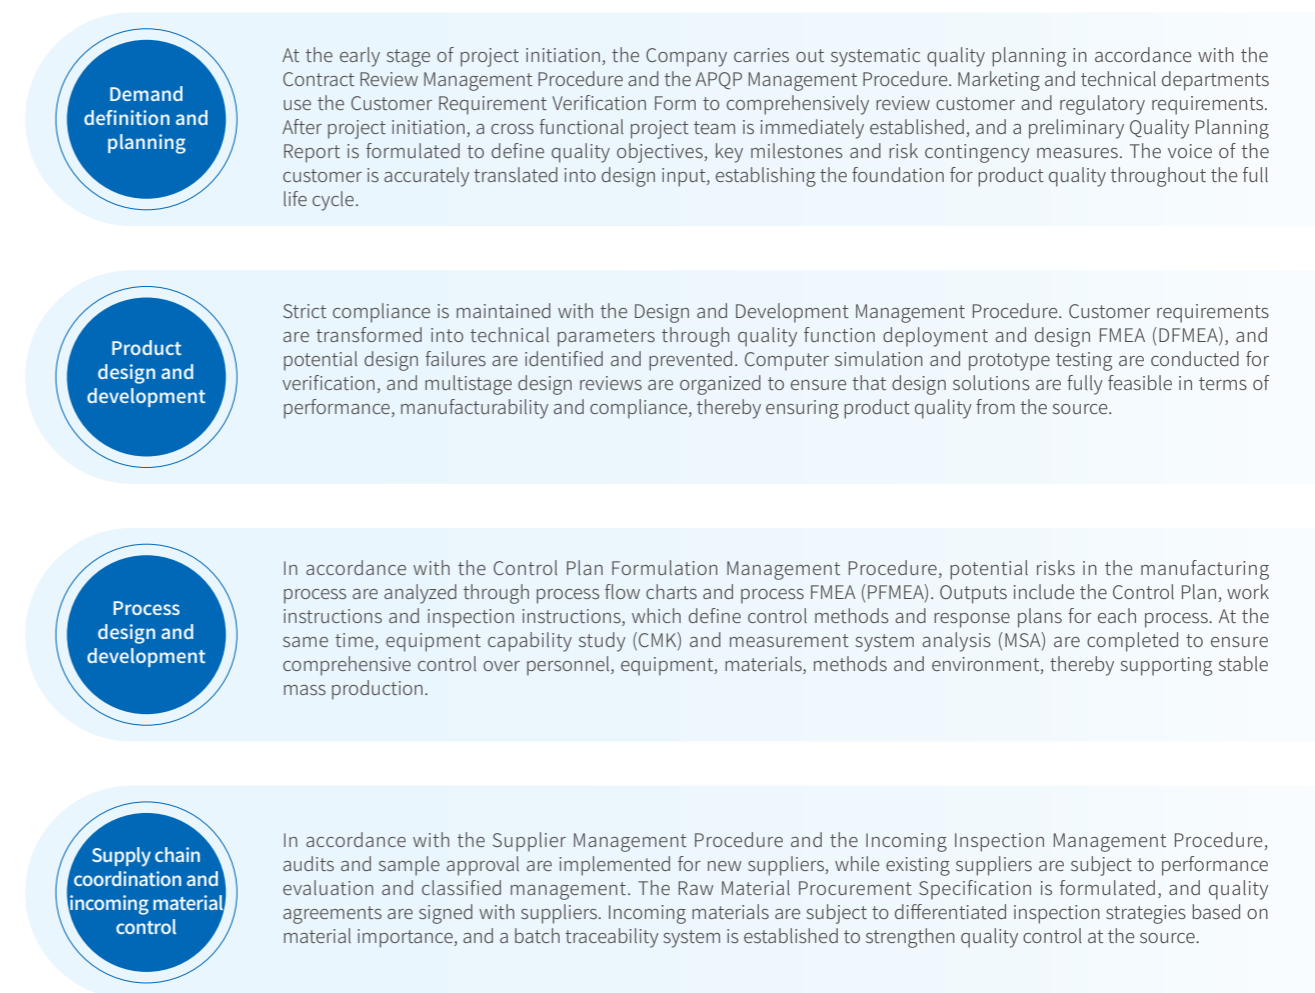 Demand
definition and
planning
At the early stage of project initiation, the Company carries out systematic quality planning in accordance with the
Contract Review Management Procedure and the APQP Management Procedure. Marketing and technical departments
use the Customer Requirement Verification Form to comprehensively review customer and regulatory requirements.
After project initiation, a cross functional project team is immediately established, and a preliminary Quality Planning
Report is formulated to define quality objectives, key milestones and risk contingency measures. The voice of the
customer is accurately translated into design input, establishing the foundation for product quality throughout the full
life cycle.
Product
design and
development
Strict compliance is maintained with the Design and Development Management Procedure. Customer requirements
are transformed into technical parameters through quality function deployment and design FMEA (DFMEA), and
potential design failures are identified and prevented. Computer simulation and prototype testing are conducted for
verification, and multistage design reviews are organized to ensure that design solutions are fully feasible in terms of
performance, manufacturability and compliance, thereby ensuring product quality from the source.
Process
design and
development
In accordance with the Control Plan Formulation Management Procedure, potential risks in the manufacturing
process are analyzed through process flow charts and process FMEA (PFMEA). Outputs include the Control Plan, work
instructions and inspection instructions, which define control methods and response plans for each process. At the
same time, equipment capability study (CMK) and measurement system analysis (MSA) are completed to ensure
comprehensive control over personnel, equipment, materials, methods and environment, thereby supporting stable
mass production.
Supply chain
coordination and
incoming material
control
In accordance with the Supplier Management Procedure and the Incoming Inspection Management Procedure,
audits and sample approval are implemented for new suppliers, while existing suppliers are subject to performance
evaluation and classified management. The Raw Material Procurement Specification is formulated, and quality
agreements are signed with suppliers. Incoming materials are subject to differentiated inspection strategies based on
material importance, and a batch traceability system is established to strengthen quality control at the source.